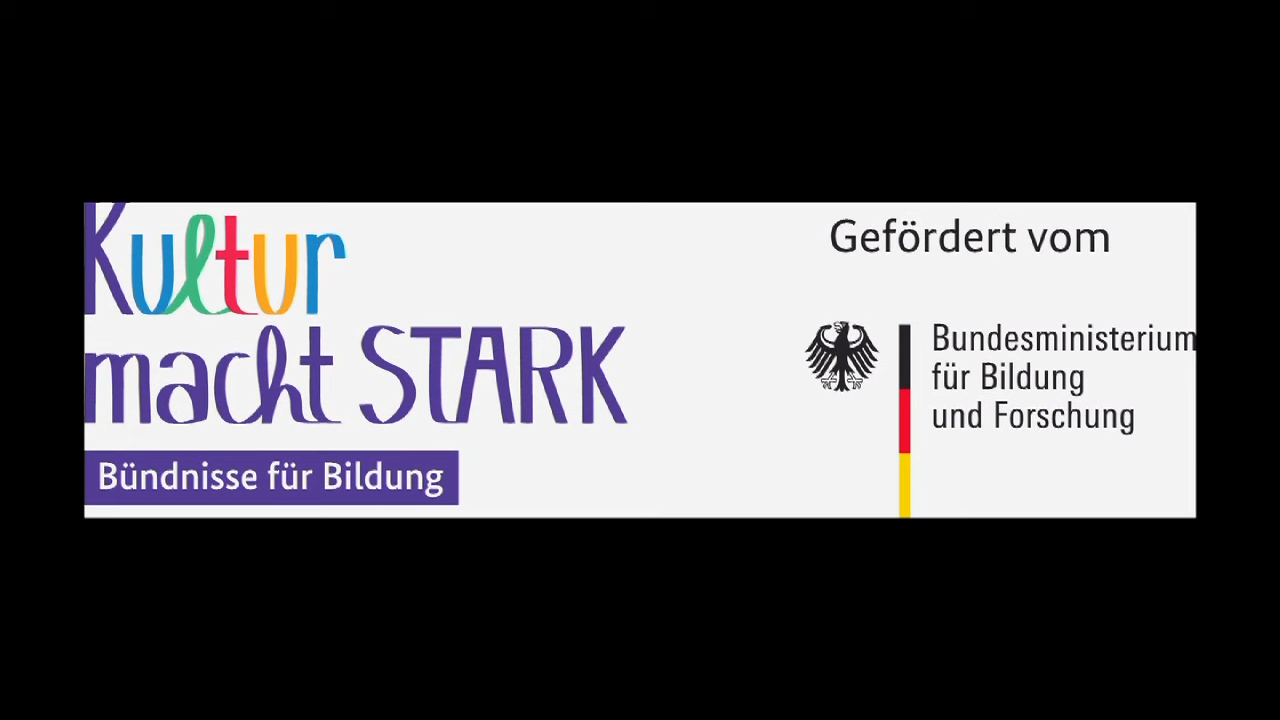 Kultur
macht STARK
Bündnisse für Bildung
Gefördert vom
Bundesministerium
für Bildung
und Forschung